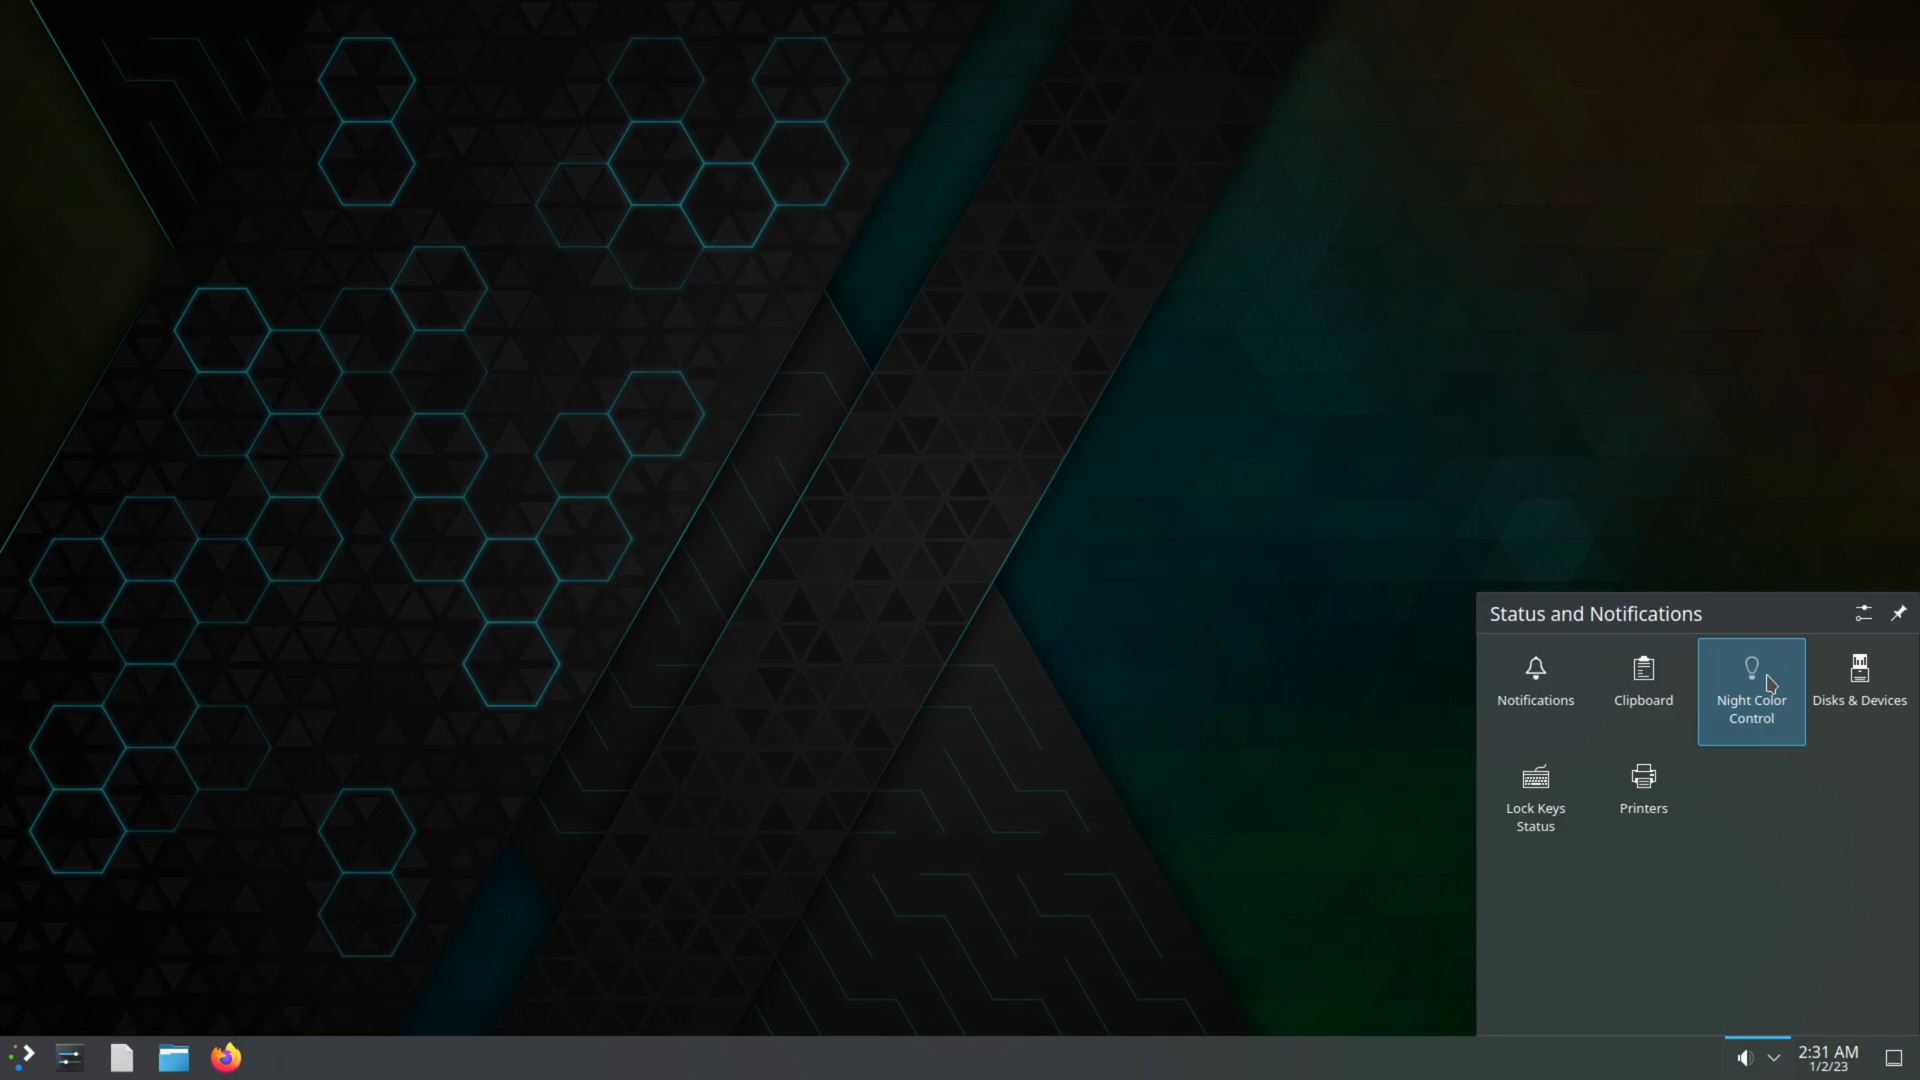 Status and Notifications
Notifications
Clipboard
Night Color
Control
Disks & Devices
Lock Keys
Status
Printers
2:31 AM
1/2/23